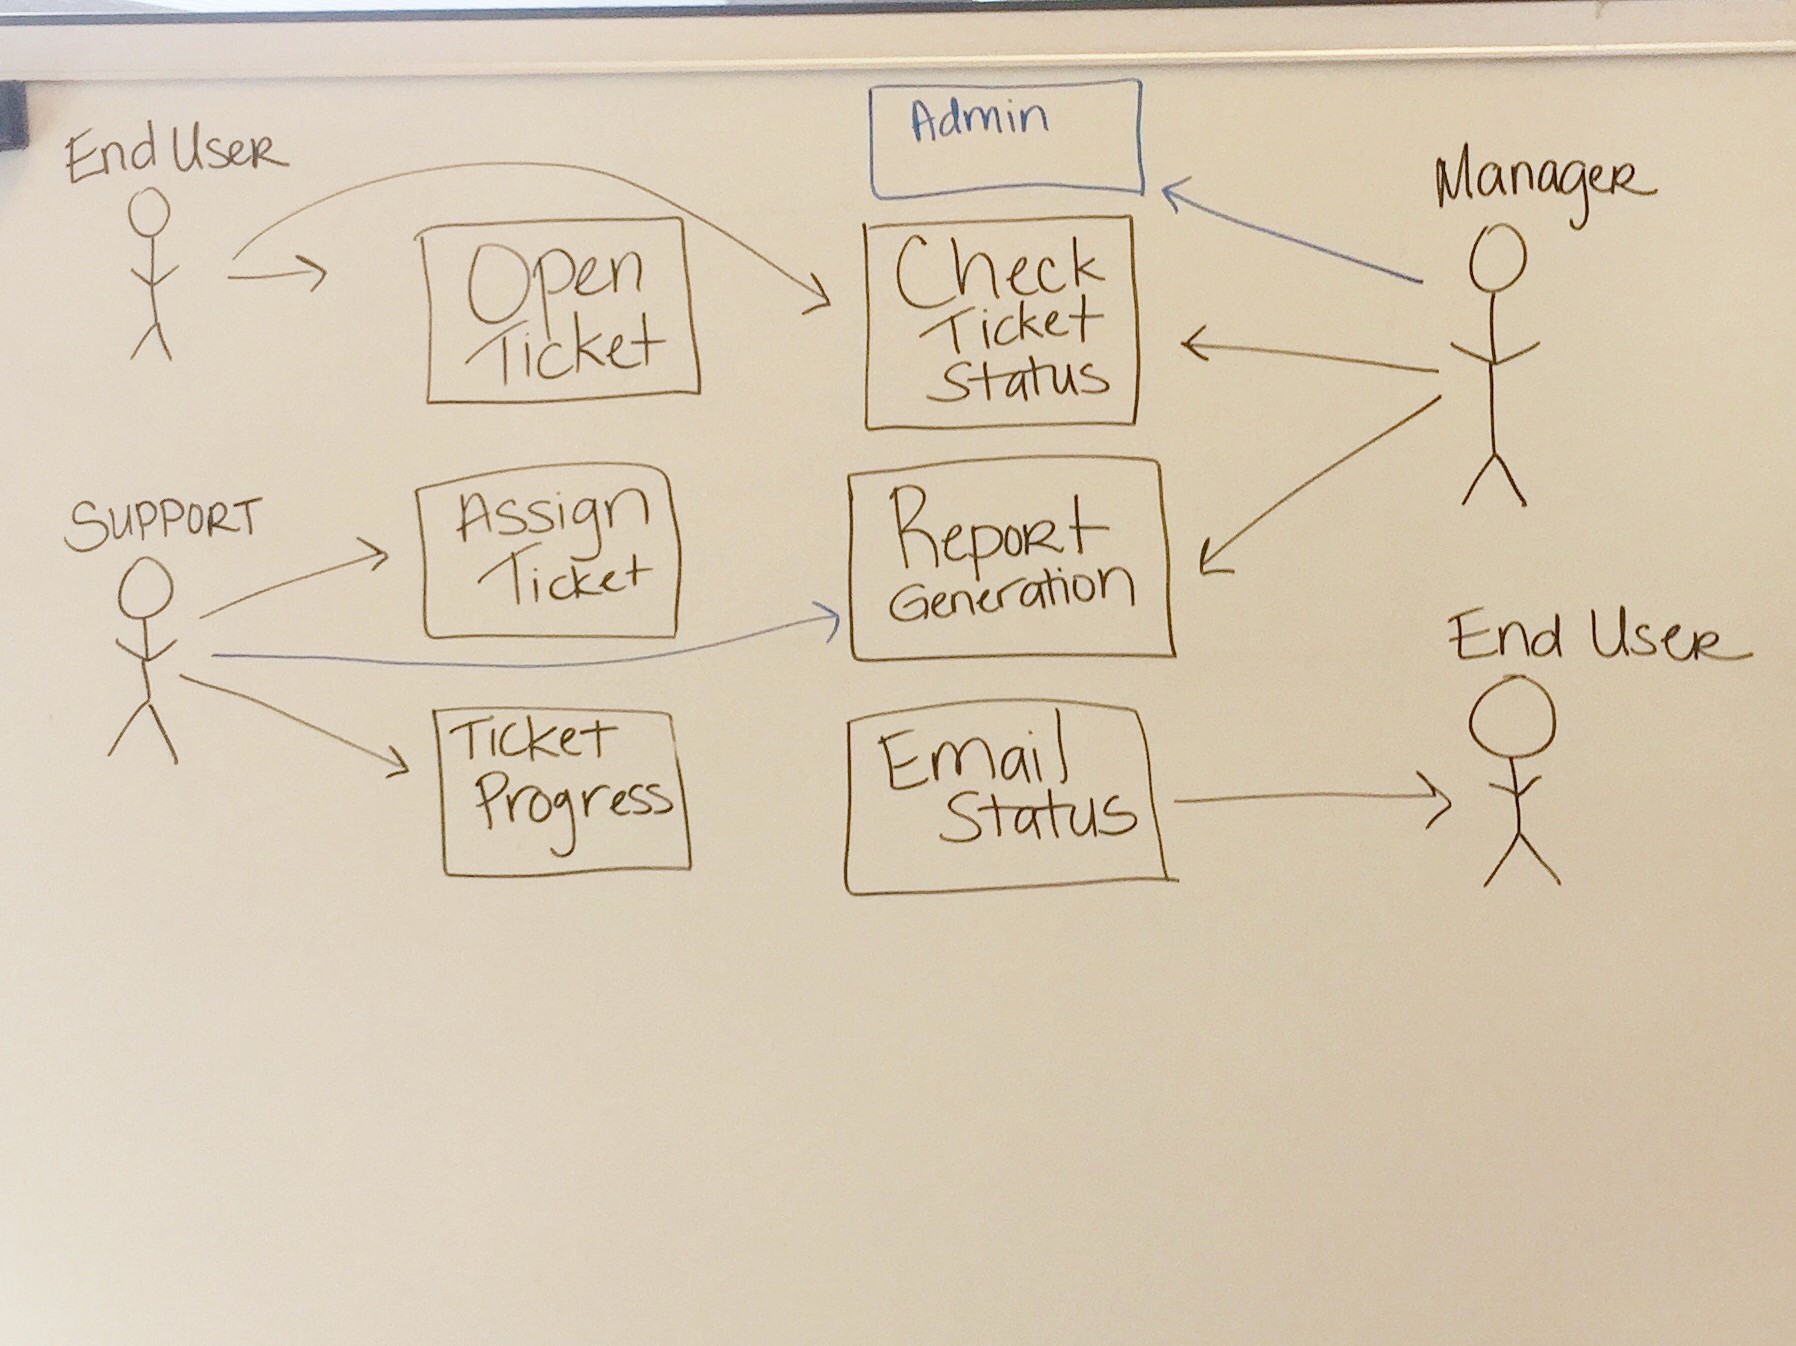 End User
Admin
Manager
Open
Ticket
Check
Ticket
Status
SUPPORT
Assign
Ticket
Report
Generation
End User
Ticket
Progress
Email
Status